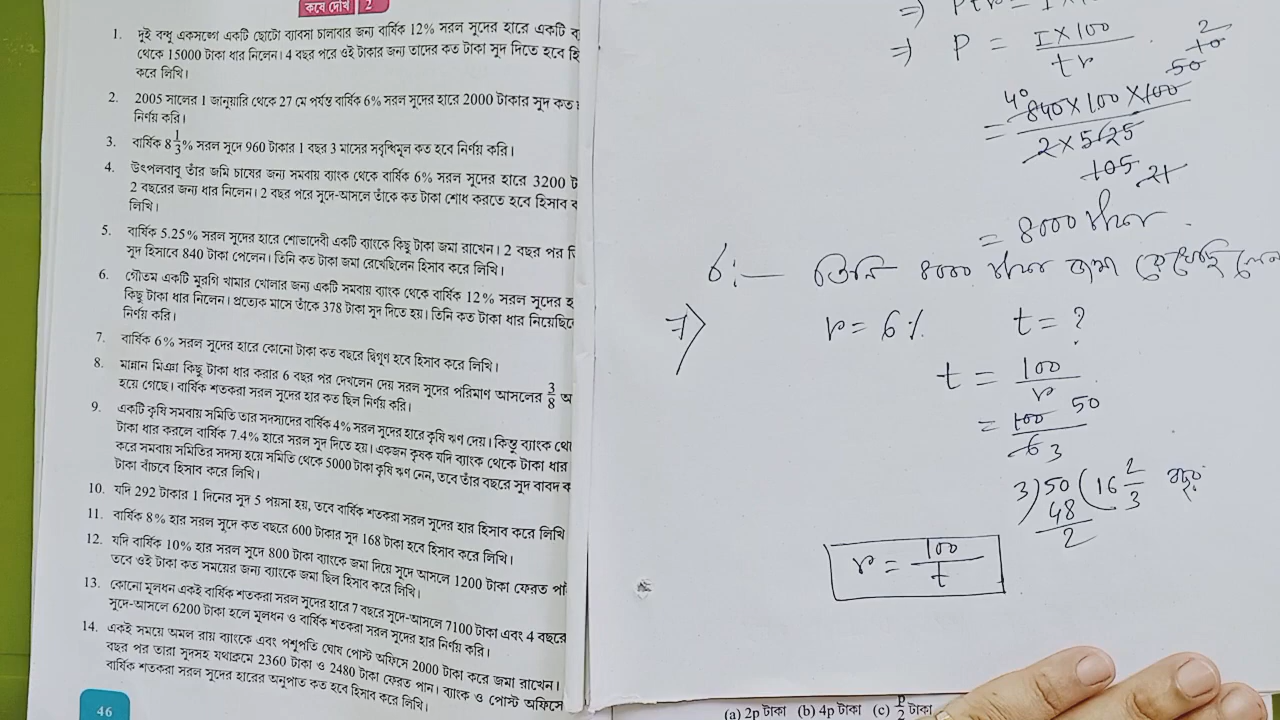 কষে দেখি 2
1. দুই বন্ধু একসঙ্গে একটি ছোটো ব্যাবসা চালাবার জন্য বার্ষিক 12% সরল সুদের হারে একটি
থেকে 15000 টাকা ধার নিলেন। 4 বছর পরে ওই টাকার জন্য তাদের কত টাকা সুদ দিতে হবে
করে লিখি।
2. 2005 সালের 1 জানুয়ারি থেকে 27 মে পর্যন্ত বার্ষিক 6% সরল সুদের হারে 2000 টাকার সুদ কত
নির্ণয় করি।
3. বার্ষিক 8 1/3% সরল সুদে 960 টাকার 1 বছর 3 মাসের সবৃদ্ধিমূল কত হবে নির্ণয় করি।
4. উৎপলবাবু তাঁর জমি চাষের জন্য সমবায় ব্যাংক থেকে বার্ষিক 6% সরল সুদের হারে 3200
2 বছরের জন্য ধার নিলেন। 2 বছর পরে সুদে-আসলে তাঁকে কত টাকা শোধ করতে হবে হিসাব
লিখি।
5. বার্ষিক 5.25% সরল সুদের হারে শোভাদেবী একটি ব্যাংকে কিছু টাকা জমা রাখেন। 2 বছর পর
সুদ হিসাবে 840 টাকা পেলেন। তিনি কত টাকা জমা রেখেছিলেন হিসাব করে লিখি।
6. গৌতম একটি মুরগি খামার খোলার জন্য একটি সমবায় ব্যাংক থেকে বার্ষিক 12% সরল সুদের
কিছু টাকা ধার নিলেন। প্রত্যেক মাসে তাঁকে 378 টাকা সুদ দিতে হয়। তিনি কত টাকা ধার
নির্ণয় করি।
7. বার্ষিক 6% সরল সুদের হারে কোনো টাকা কত বছরে দ্বিগুণ হবে হিসাব করে লিখি।
8. মান্নান মিঞা কিছু টাকা ধার করার 6 বছর পর দেখলেন দেয় সরল সুদের পরিমাণ আসলের 3/8
হয়ে গেছে। বার্ষিক শতকরা সরল সুদের হার কত ছিল নির্ণয় করি।
9. একটি কৃষি সমবায় সমিতি তার সদস্যদের বার্ষিক 4% সরল সুদের হারে কৃষি ঋণ দেয়। কিন্তু ব্যাংক
টাকা ধার করলে বার্ষিক 7.4% হারে সরল সুদ দিতে হয়। একজন কৃষক যদি ব্যাংক থেকে টাকা ধার
করে সমবায় সমিতির সদস্য হয়ে সমিতি থেকে 5000 টাকা কৃষি ঋণ নেন, তবে তাঁর বছরে সুদ বাবদ
টাকা বাঁচবে হিসাব করে লিখি।
10. যদি 292 টাকার 1 দিনের সুদ 5 পয়সা হয়, তবে বার্ষিক শতকরা সরল সুদের হার হিসাব করে লিখি
11. বার্ষিক 8% হার সরল সুদে কত বছরে 600 টাকার সুদ 168 টাকা হবে হিসাব করে লিখি।
12. যদি বার্ষিক 10% হার সরল সুদে 800 টাকা ব্যাংকে জমা দিয়ে সুদে আসলে 1200 টাকা ফেরত
তবে ওই টাকা কত সময়ের জন্য ব্যাংকে জমা ছিল হিসাব করে লিখি।
13. কোনো মূলধন একই বার্ষিক শতকরা সরল সুদের হারে 7 বছরে সুদে-আসলে 7100 টাকা এবং 4 বছরে
সুদে-আসলে 6200 টাকা হলে মূলধন ও বার্ষিক শতকরা সরল সুদের হার নির্ণয় করি।
14. একই সময়ে অমল রায় ব্যাংকে এবং পশুপতি ঘোষ পোস্ট অফিসে 2000 টাকা করে জমা রাখেন।
বছর পর তারা সুদসহ যথাক্রমে 2360 টাকা ও 2480 টাকা ফেরত পান। ব্যাংক ও পোস্ট অফিসে
বার্ষিক শতকরা সরল সুদের হারের অনুপাত কত হবে হিসাব করে লিখি।
46
⇒ P = I×100/tr
= 840×100×100/2×525
40 50 10 2
105 21
= 8000 টাকা
∴ তিনি 8000 টাকা জমা রেখেছিলেন
7) r = 6% t = ?
t = 100/r
= 100/6 50 3
3)50(16 2/3 বছর
48
2
r = 100/t
(a) 2p টাকা (b) 4p টাকা (c) p/2 টাকা